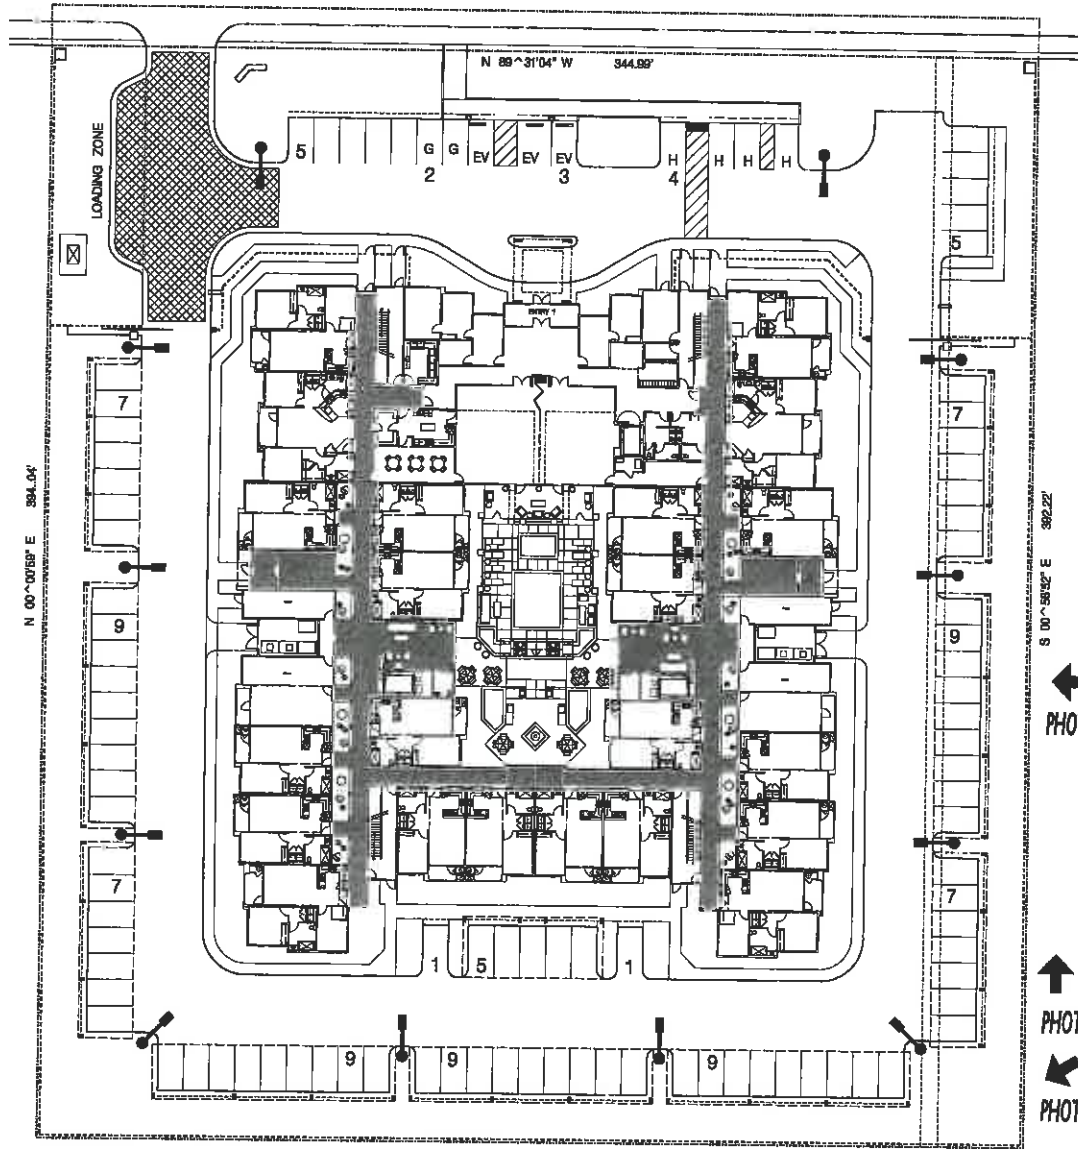 N 89^31'04" W 344.99'
LOADING ZONE
5
G
G
2
EV
EV
EV
3
H
4
H
H
H
5
ENTRY 1
7
7
N 00^00'59" E 394.04'
S 00^56'52" E 392.22'
9
9
PHO
7
7
1
5
1
PHOT
9
9
9
PHOT